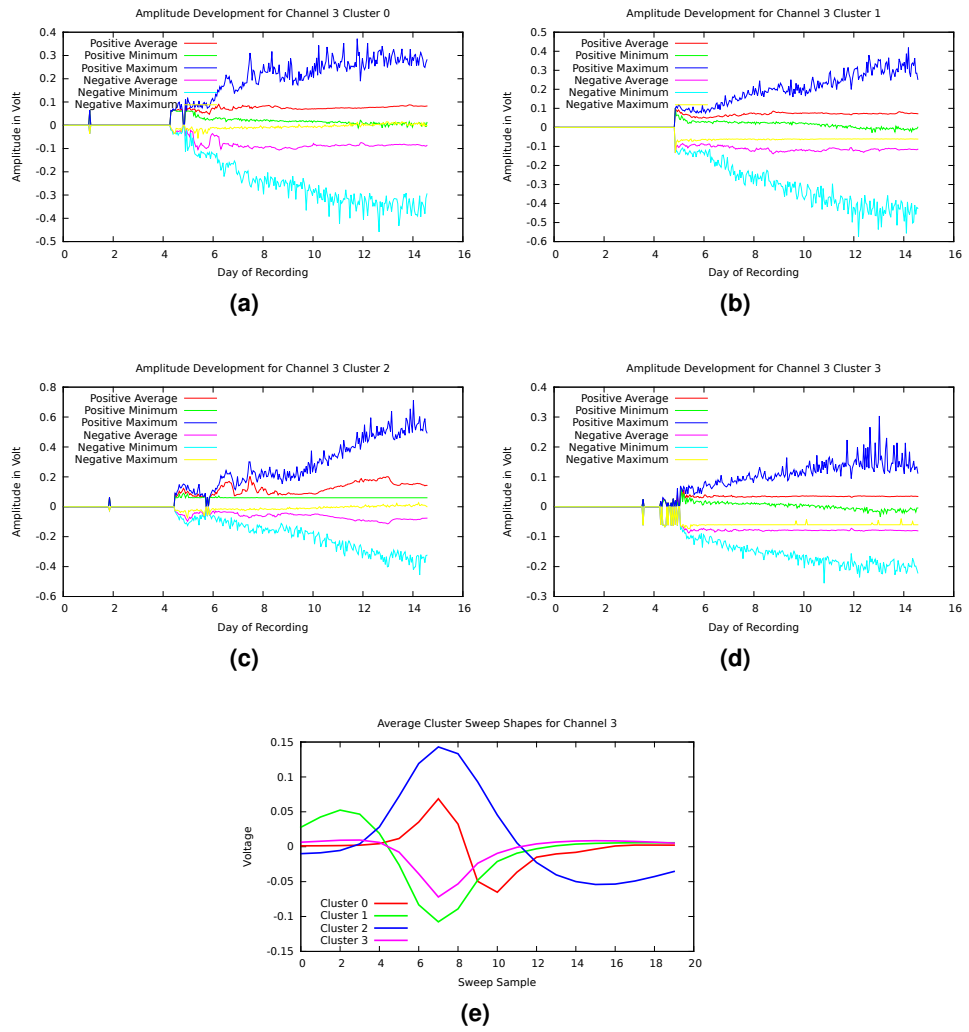 Amplitude Development for Channel 3 Cluster 0
Amplitude in Volt
0.4
0.3
0.2
0.1
0
-0.1
-0.2
-0.3
-0.4
-0.5
Positive Average
Positive Minimum
Positive Maximum
Negative Average
Negative Minimum
Negative Maximum
0 2 4 6 8 10 12 14 16
Day of Recording
(a)
Amplitude Development for Channel 3 Cluster 1
Amplitude in Volt
0.5
0.4
0.3
0.2
0.1
0
-0.1
-0.2
-0.3
-0.4
-0.5
-0.6
Positive Average
Positive Minimum
Positive Maximum
Negative Average
Negative Minimum
Negative Maximum
0 2 4 6 8 10 12 14 16
Day of Recording
(b)
Amplitude Development for Channel 3 Cluster 2
Amplitude in Volt
0.8
0.6
0.4
0.2
0
-0.2
-0.4
-0.6
Positive Average
Positive Minimum
Positive Maximum
Negative Average
Negative Minimum
Negative Maximum
0 2 4 6 8 10 12 14 16
Day of Recording
(c)
Amplitude Development for Channel 3 Cluster 3
Amplitude in Volt
0.4
0.3
0.2
0.1
0
-0.1
-0.2
-0.3
Positive Average
Positive Minimum
Positive Maximum
Negative Average
Negative Minimum
Negative Maximum
0 2 4 6 8 10 12 14 16
Day of Recording
(d)
Average Cluster Sweep Shapes for Channel 3
Voltage
0.15
0.1
0.05
0
-0.05
-0.1
-0.15
Cluster 0
Cluster 1
Cluster 2
Cluster 3
0 2 4 6 8 10 12 14 16 18 20
Sweep Sample
(e)